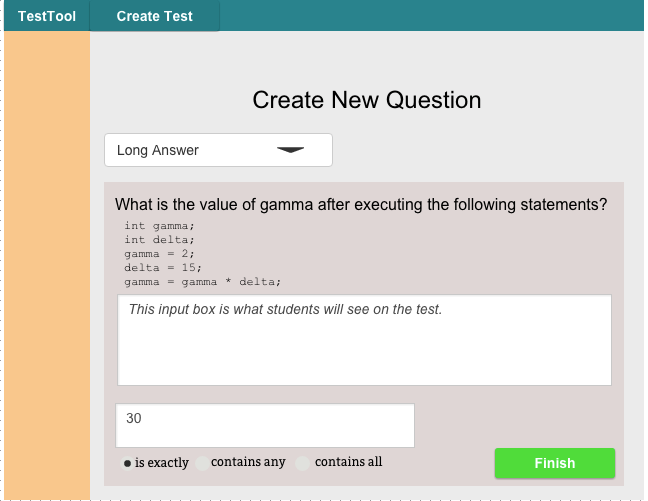 TestTool Create Test
Create New Question
Long Answer
What is the value of gamma after executing the following statements?
int gamma;
int delta;
gamma = 2;
delta = 15;
gamma = gamma * delta;
This input box is what students will see on the test.
30
is exactly contains any contains all
Finish